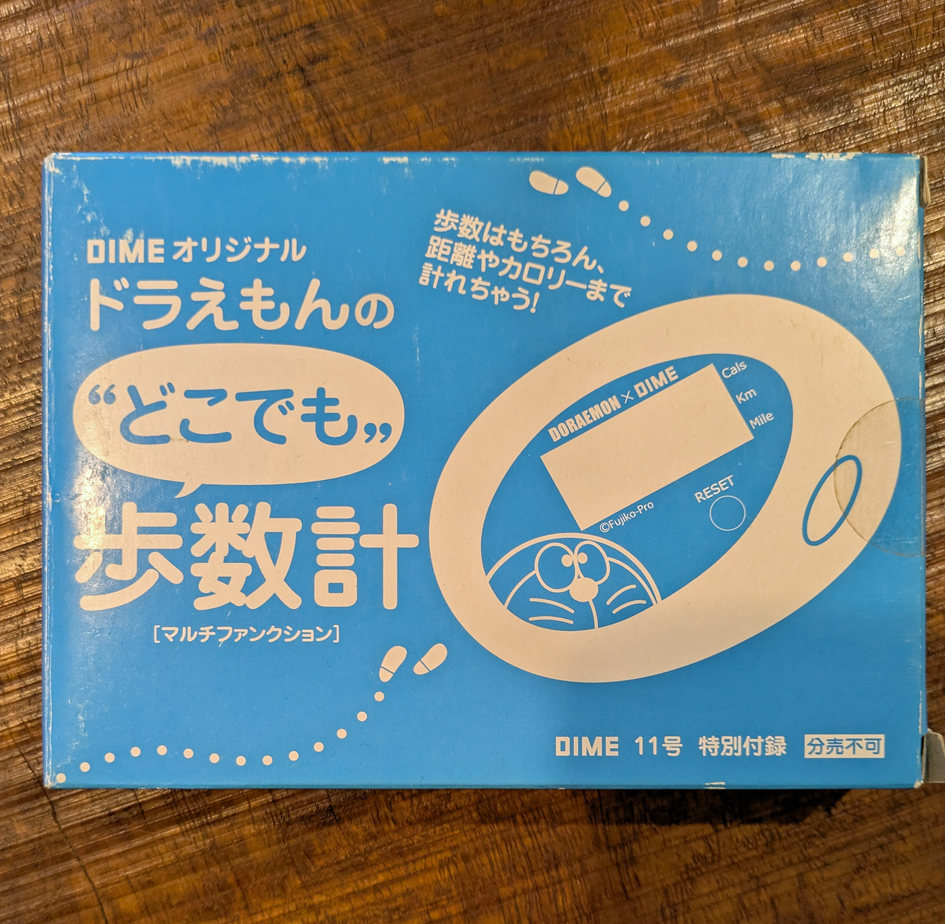 DIME オリジナル
ドラえもんの
“どこでも”
歩数計
[マルチファンクション]
歩数はもちろん、
距離やカロリーまで
計れちゃう!
DORAEMON × DIME
Cals
Km
Mile
RESET
©Fujiko-Pro
DIME 11号 特別付録 分売不可